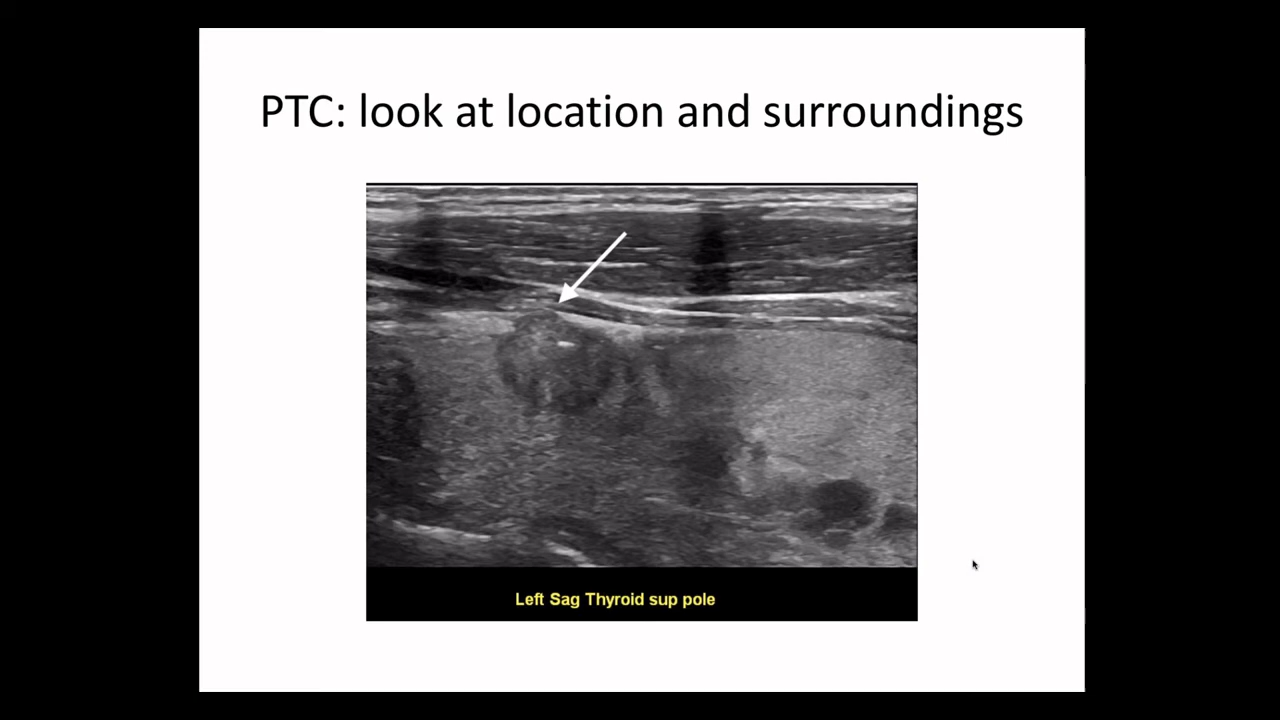 PTC: look at location and surroundings
Left Sag Thyroid sup pole